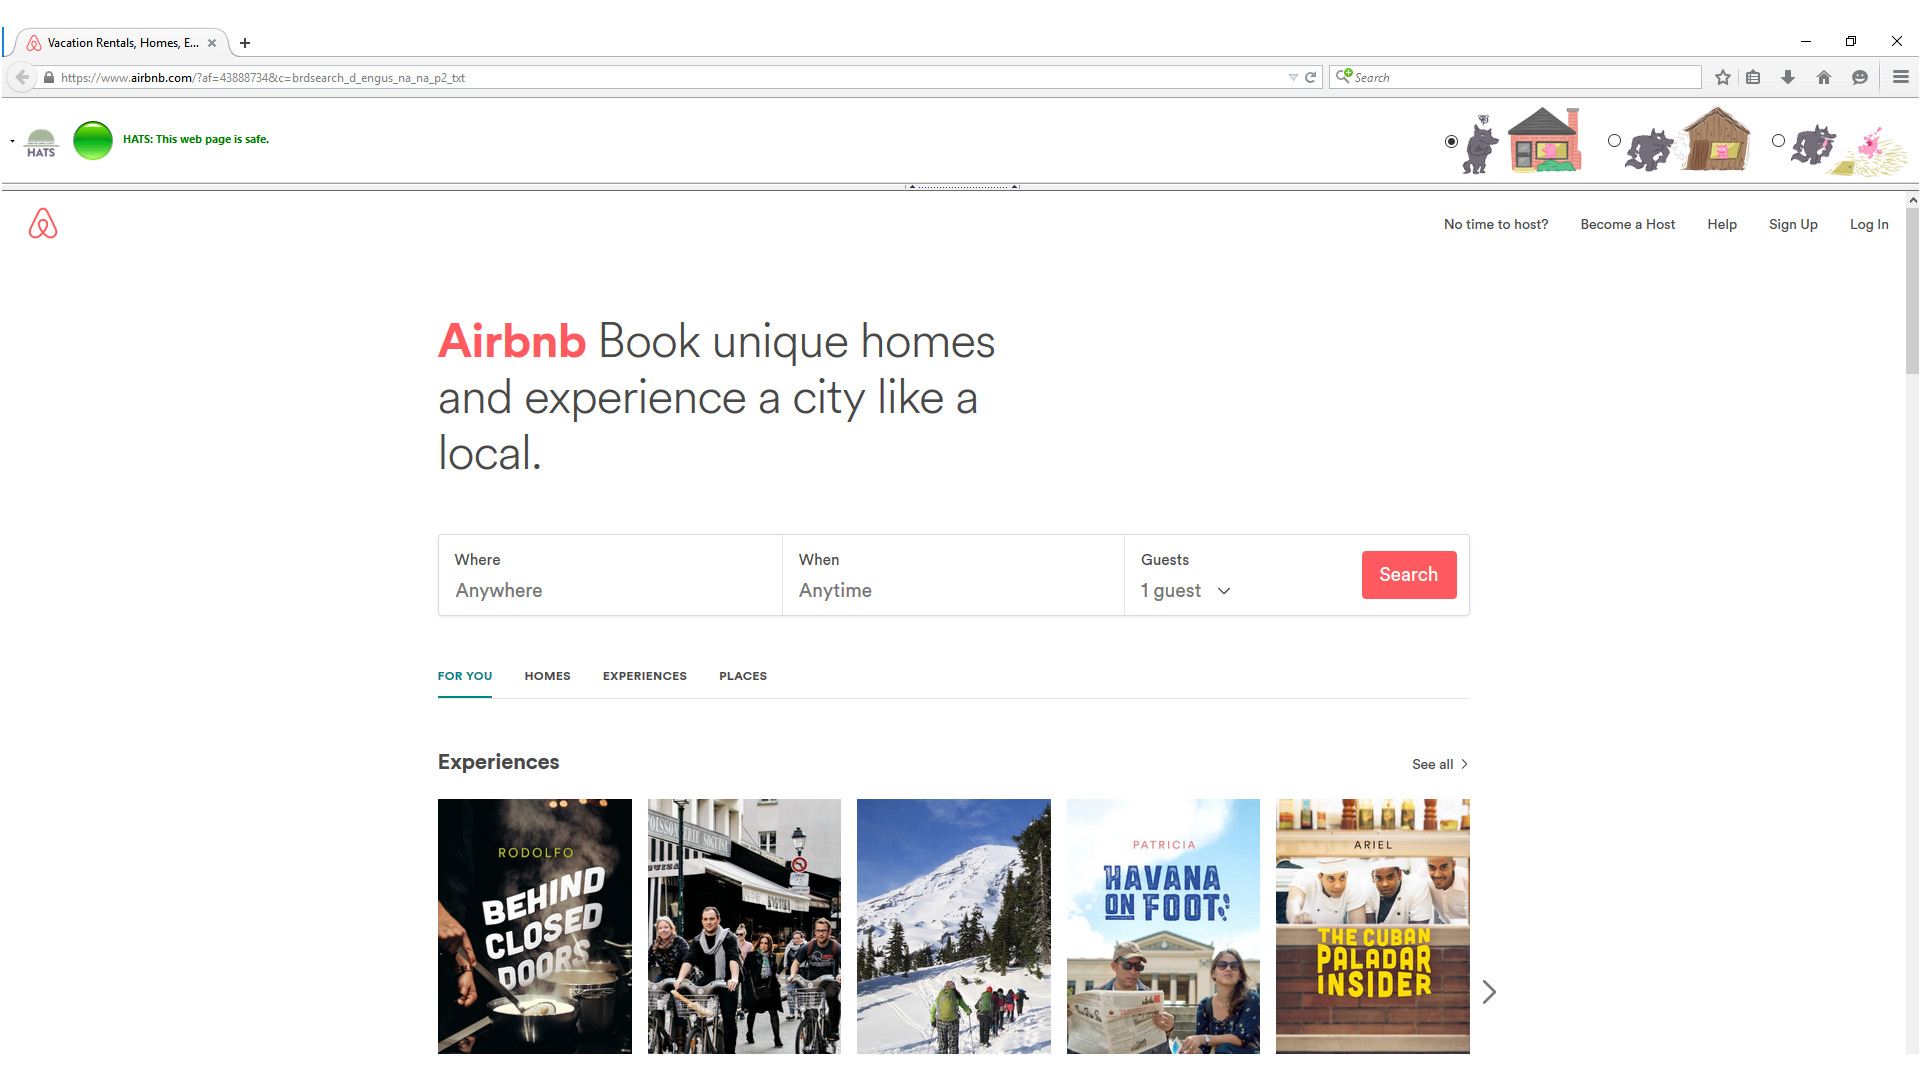 Vacation Rentals, Homes, E...
https://www.airbnb.com/?af=43888734&c=brdsearch_d_engus_na_na_p2_txt
Search
HATS
HATS: This web page is safe.
No time to host? Become a Host Help Sign Up Log In
Airbnb Book unique homes
and experience a city like a
local.
Where When Guests
Anywhere Anytime 1 guest
Search
FOR YOU HOMES EXPERIENCES PLACES
Experiences
See all
RODOLFO
BEHIND
CLOSED
DOORS
PATRICIA
HAVANA
ON FOOT
ARIEL
THE CUBAN
PALADAR
INSIDER